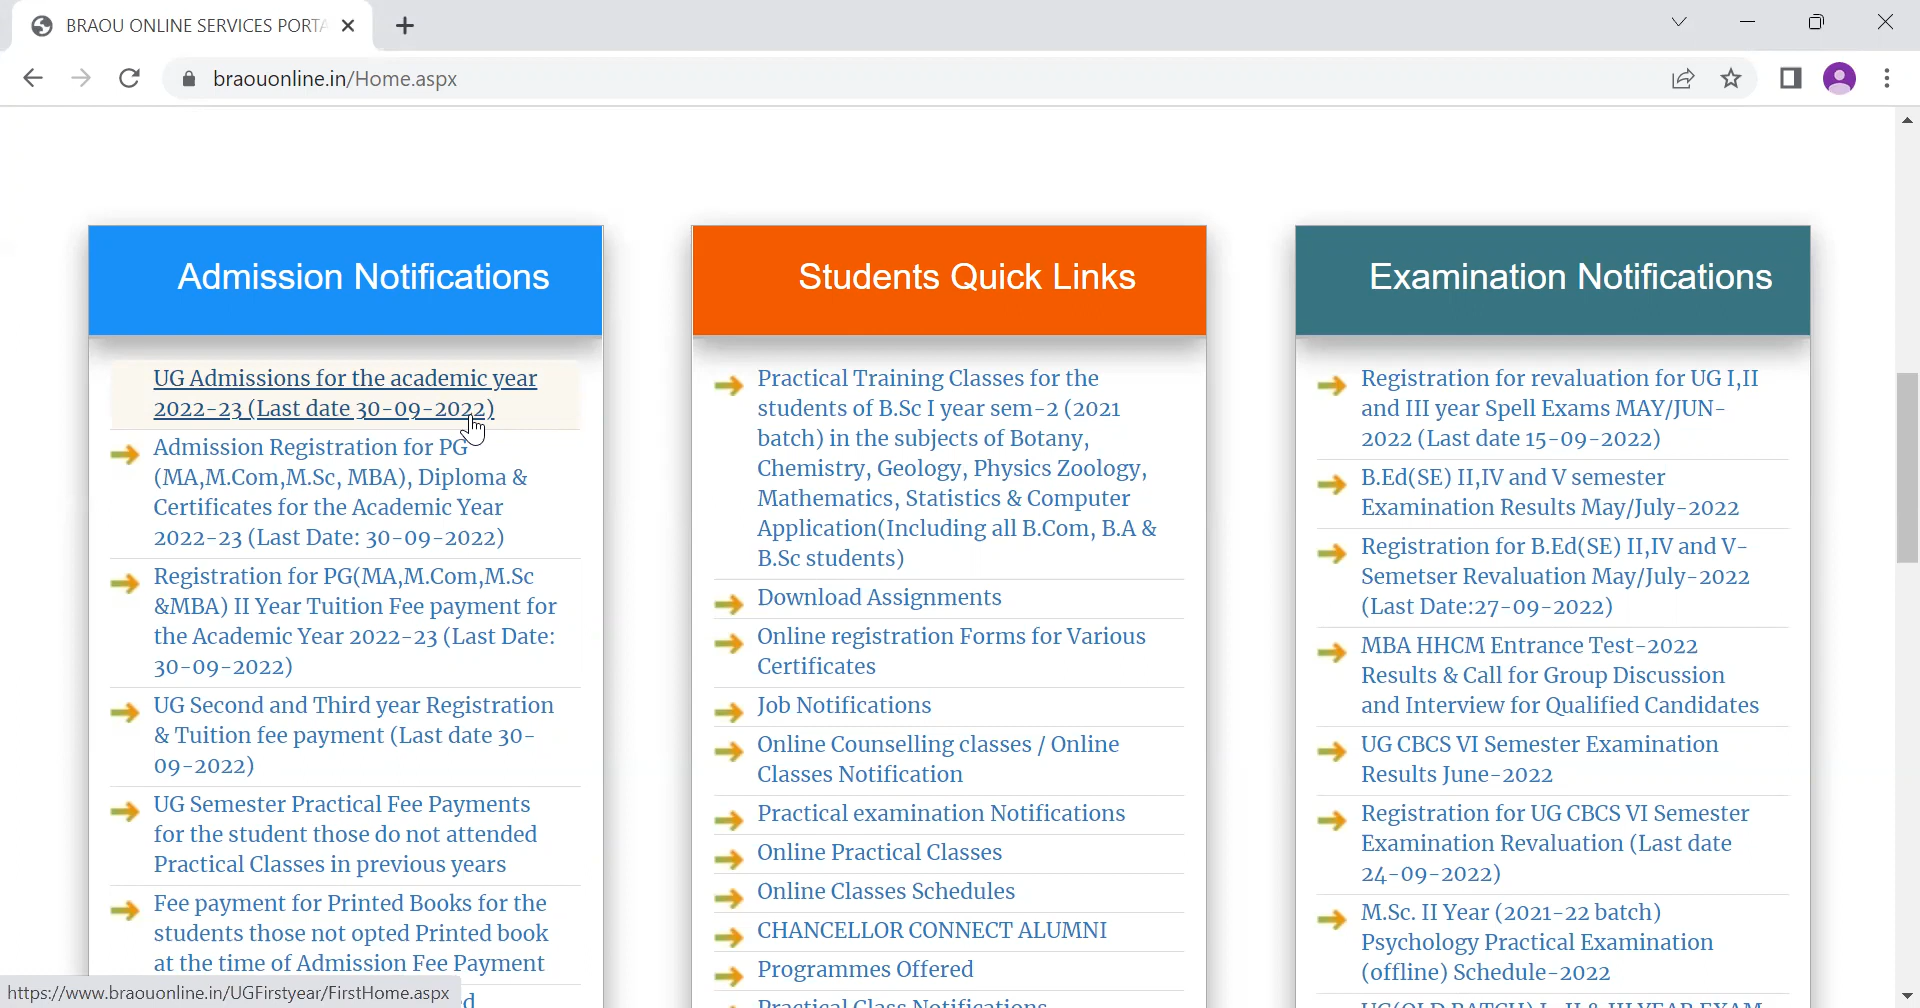 BRAOU ONLINE SERVICES PORTA
braouonline.in/Home.aspx
Admission Notifications
UG Admissions for the academic year
2022-23 (Last date 30-09-2022)
Admission Registration for PG
(MA,M.Com,M.Sc, MBA), Diploma &
Certificates for the Academic Year
2022-23 (Last Date: 30-09-2022)
Registration for PG(MA,M.Com,M.Sc
&MBA) II Year Tuition Fee payment for
the Academic Year 2022-23 (Last Date:
30-09-2022)
UG Second and Third year Registration
& Tuition fee payment (Last date 30-
09-2022)
UG Semester Practical Fee Payments
for the student those do not attended
Practical Classes in previous years
Fee payment for Printed Books for the
students those not opted Printed book
at the time of Admission Fee Payment
Students Quick Links
Practical Training Classes for the
students of B.Sc I year sem-2 (2021
batch) in the subjects of Botany,
Chemistry, Geology, Physics Zoology,
Mathematics, Statistics & Computer
Application(Including all B.Com, B.A &
B.Sc students)
Download Assignments
Online registration Forms for Various
Certificates
Job Notifications
Online Counselling classes / Online
Classes Notification
Practical examination Notifications
Online Practical Classes
Online Classes Schedules
CHANCELLOR CONNECT ALUMNI
Programmes Offered
Practical Class Notifications
Examination Notifications
Registration for revaluation for UG I,II
and III year Spell Exams MAY/JUN-
2022 (Last date 15-09-2022)
B.Ed(SE) II,IV and V semester
Examination Results May/July-2022
Registration for B.Ed(SE) II,IV and V-
Semetser Revaluation May/July-2022
(Last Date:27-09-2022)
MBA HHCM Entrance Test-2022
Results & Call for Group Discussion
and Interview for Qualified Candidates
UG CBCS VI Semester Examination
Results June-2022
Registration for UG CBCS VI Semester
Examination Revaluation (Last date
24-09-2022)
M.Sc. II Year (2021-22 batch)
Psychology Practical Examination
(offline) Schedule-2022
UG(OLD BATCH) I, II & III YEAR EXAM
https://www.braouonline.in/UGFirstyear/FirstHome.aspx